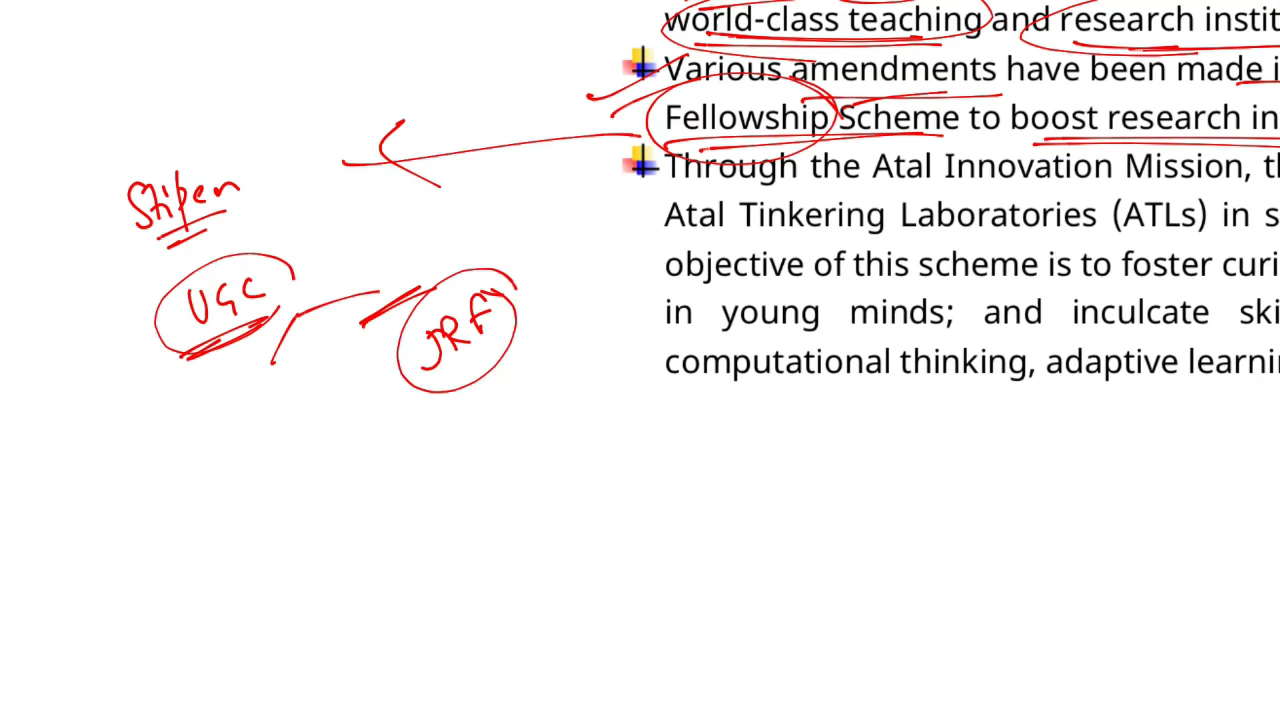 world-class teaching and research instit
Various amendments have been made i
Fellowship Scheme to boost research in
Through the Atal Innovation Mission, th
Atal Tinkering Laboratories (ATLs) in s
objective of this scheme is to foster curi
in young minds; and inculcate ski
computational thinking, adaptive learnin
Stipen
UGC
JRF